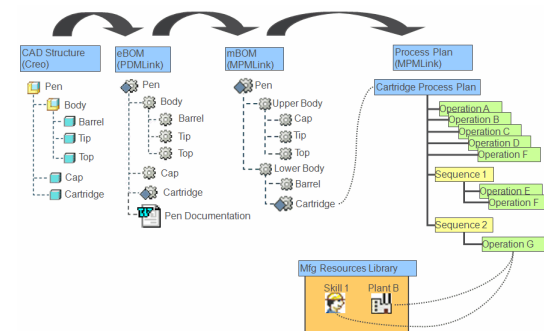 CAD Structure
(Creo)
Pen
Body
Barrel
Tip
Top
Cap
Cartridge
eBOM
(PDMLink)
Pen
Body
Barrel
Tip
Top
Cap
Cartridge
Pen Documentation
mBOM
(MPMLink)
Pen
Upper Body
Cap
Tip
Top
Lower Body
Barrel
Cartridge
Process Plan
(MPMLink)
Cartridge Process Plan
Operation A
Operation B
Operation C
Operation D
Operation F
Sequence 1
Operation E
Operation F
Sequence 2
Operation G
Mfg Resources Library
Skill 1
Plant B